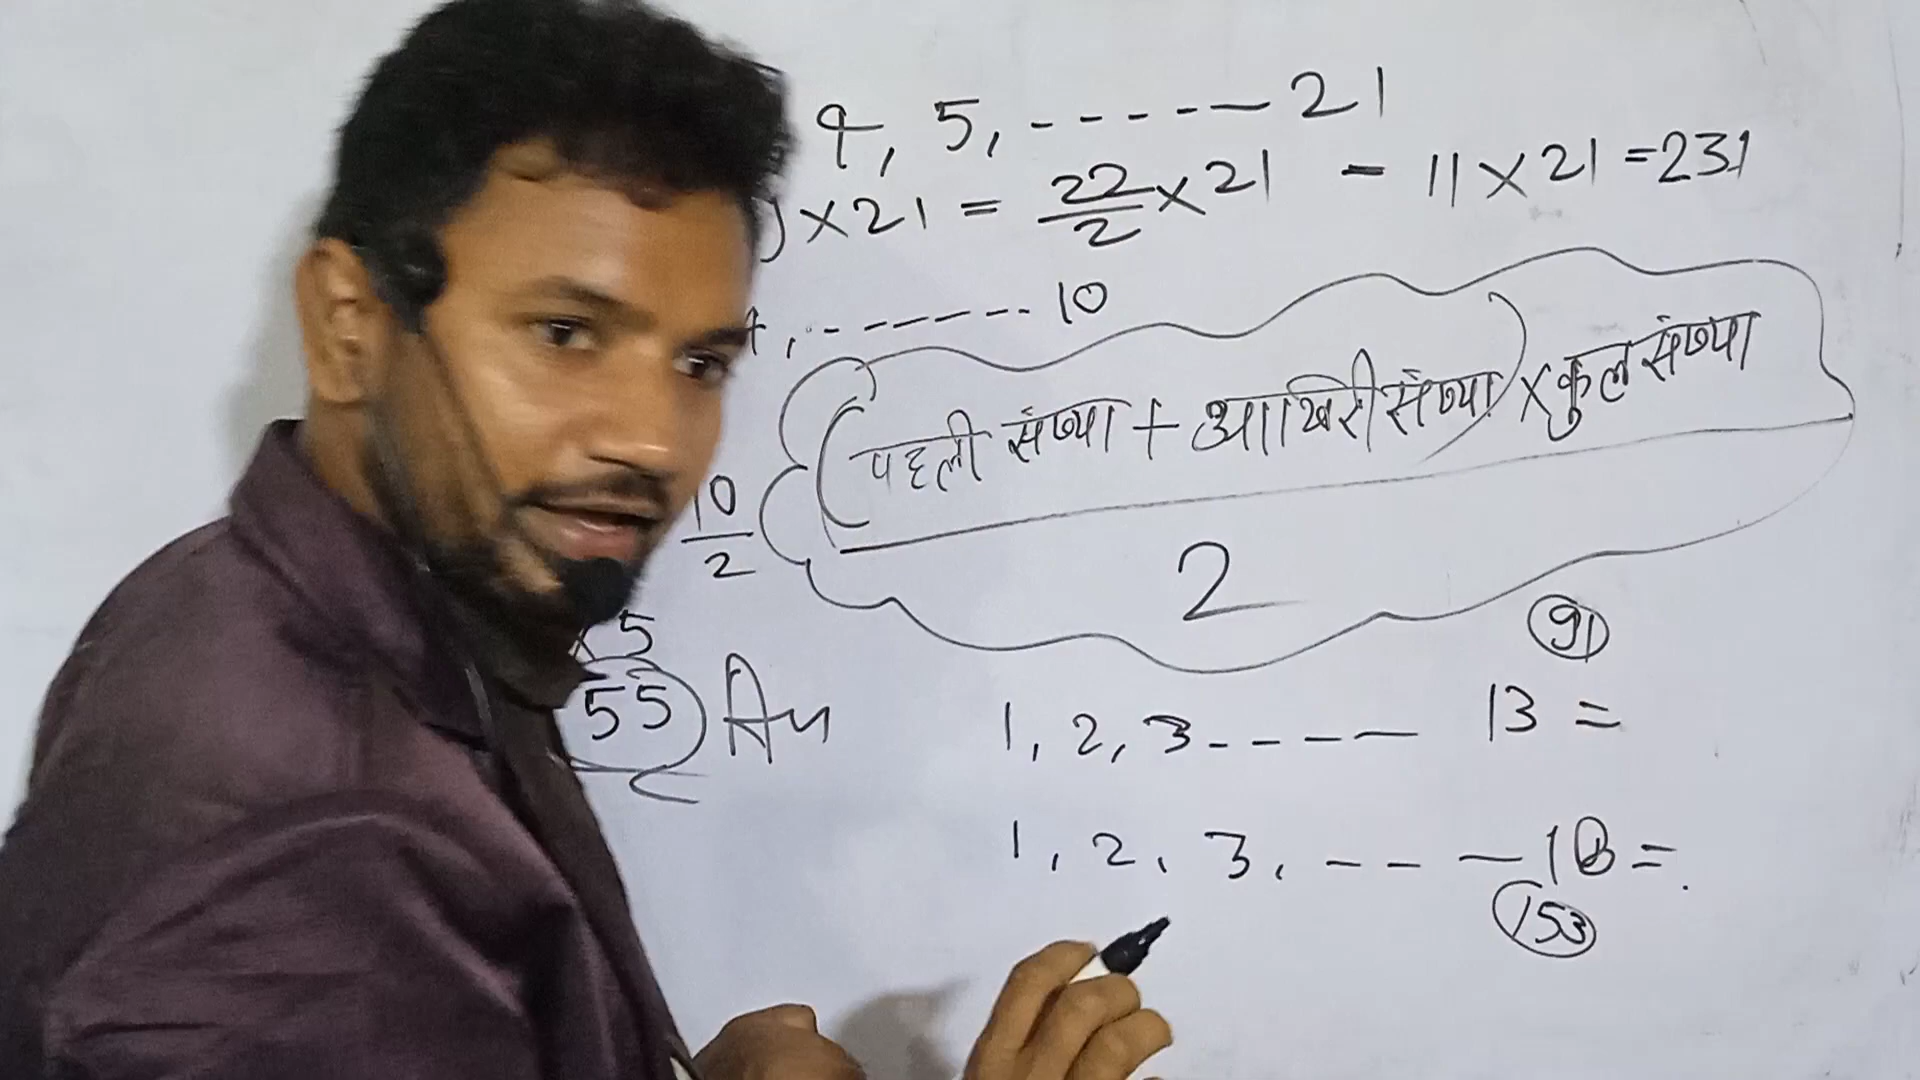 4, 5, ----- 21
) × 21 = 22/2 × 21 - 11 × 21 = 231
, ------- 10
(पहली संख्या + आखिरी संख्या) × कुल संख्या
10/2
2
91
× 5
55 Ans
1, 2, 3 ----- 13 =
1, 2, 3, --- 18 =
153